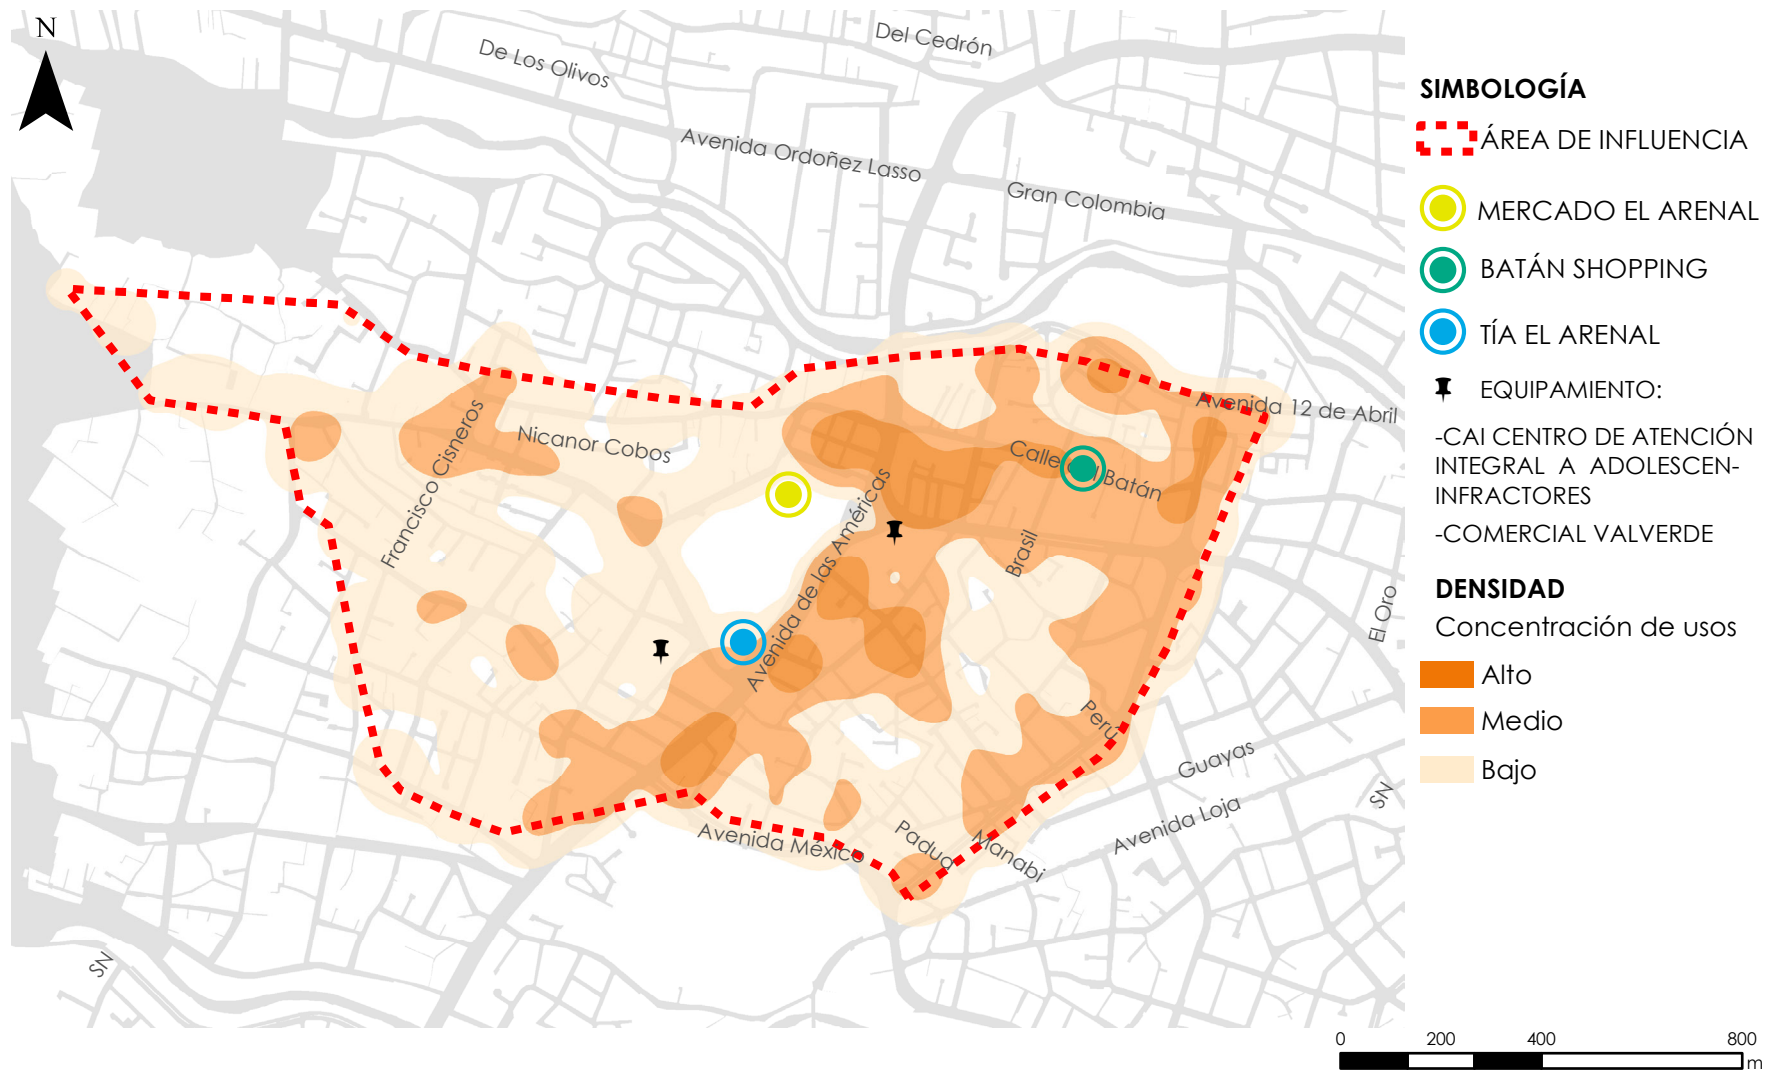 N
De Los Olivos
Del Cedrón
Avenida Ordoñez Lasso
Gran Colombia
Avenida 12 de Abril
Nicanor Cobos
Francisco Cisneros
Calle del Batán
Avenida de las Américas
Brasil
El Oro
Perú
Guayas
SN
Avenida Loja
Avenida México
Padua
Manabi
SN
SIMBOLOGÍA
ÁREA DE INFLUENCIA
MERCADO EL ARENAL
BATÁN SHOPPING
TÍA EL ARENAL
EQUIPAMIENTO:
-CAI CENTRO DE ATENCIÓN
INTEGRAL A ADOLESCEN-
INFRACTORES
-COMERCIAL VALVERDE
DENSIDAD
Concentración de usos
Alto
Medio
Bajo
0 200 400 800
m